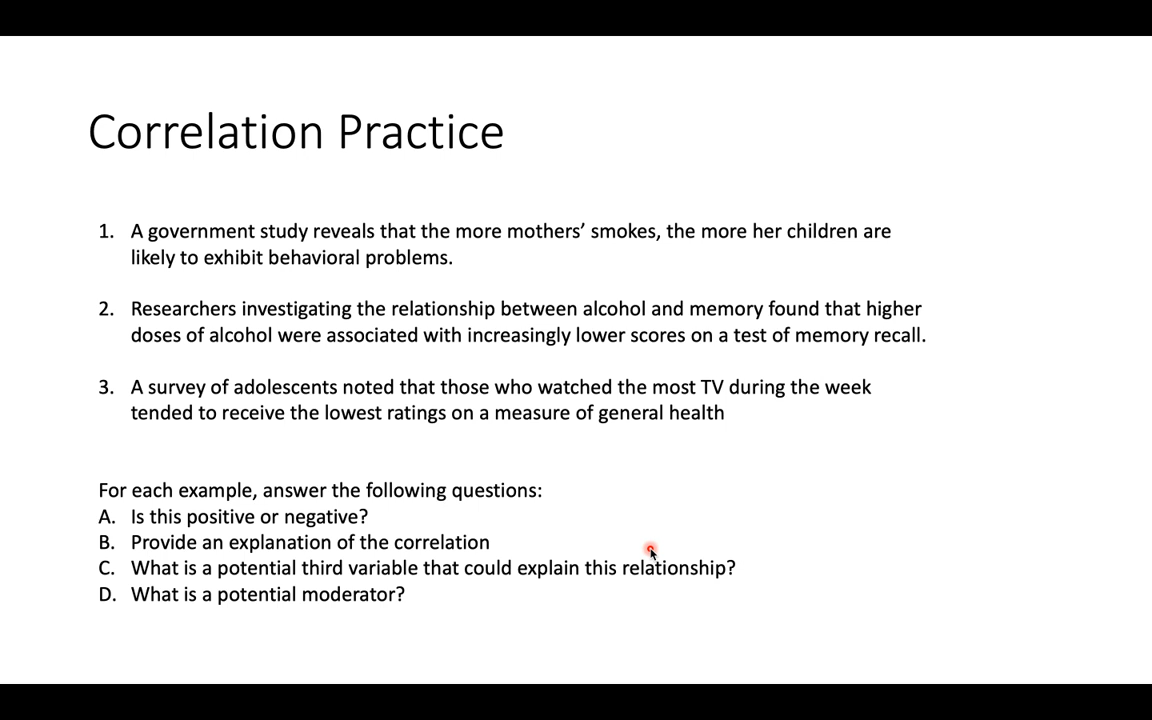 Correlation Practice
1. A government study reveals that the more mothers’ smokes, the more her children are
likely to exhibit behavioral problems.
2. Researchers investigating the relationship between alcohol and memory found that higher
doses of alcohol were associated with increasingly lower scores on a test of memory recall.
3. A survey of adolescents noted that those who watched the most TV during the week
tended to receive the lowest ratings on a measure of general health
For each example, answer the following questions:
A. Is this positive or negative?
B. Provide an explanation of the correlation
C. What is a potential third variable that could explain this relationship?
D. What is a potential moderator?